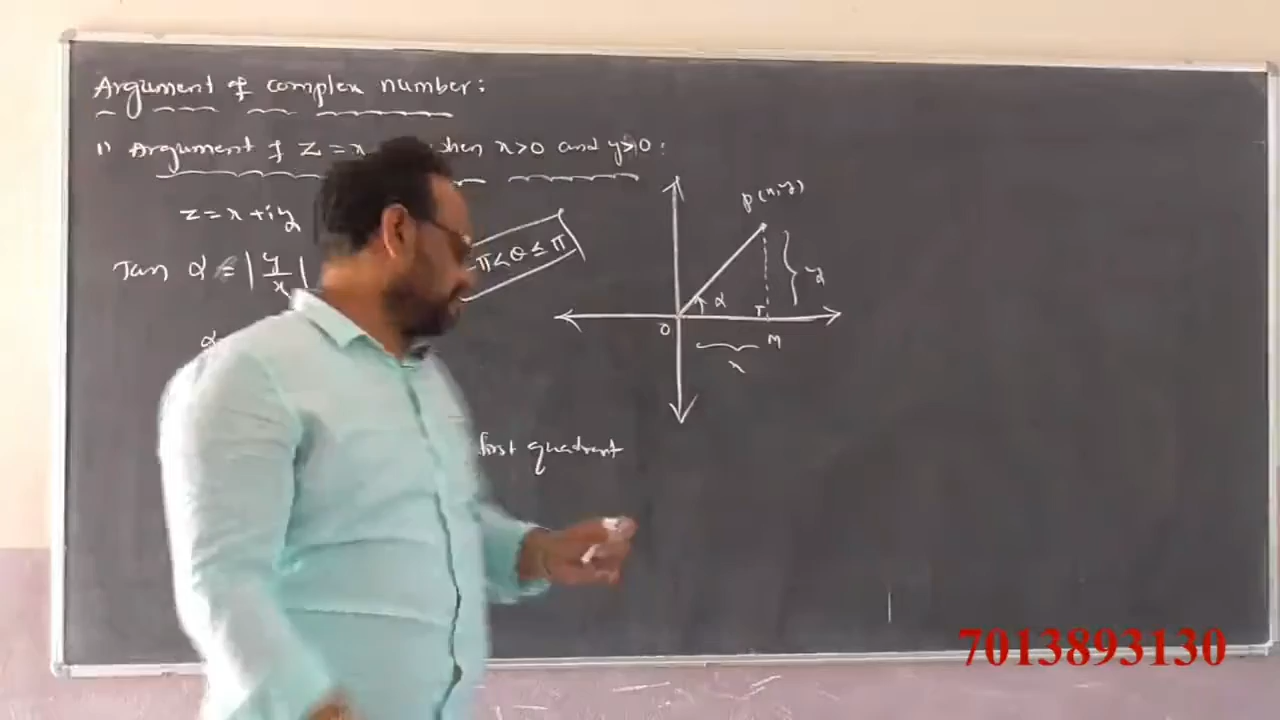 Argument of complex number:
1) Argument of Z = x when x>0 and y>0:
z = x + iy
Tan α = |y/x|
-π < θ ≤ π
α
first quadrant
P(x,y)
y
α
O
M
x
7013893130